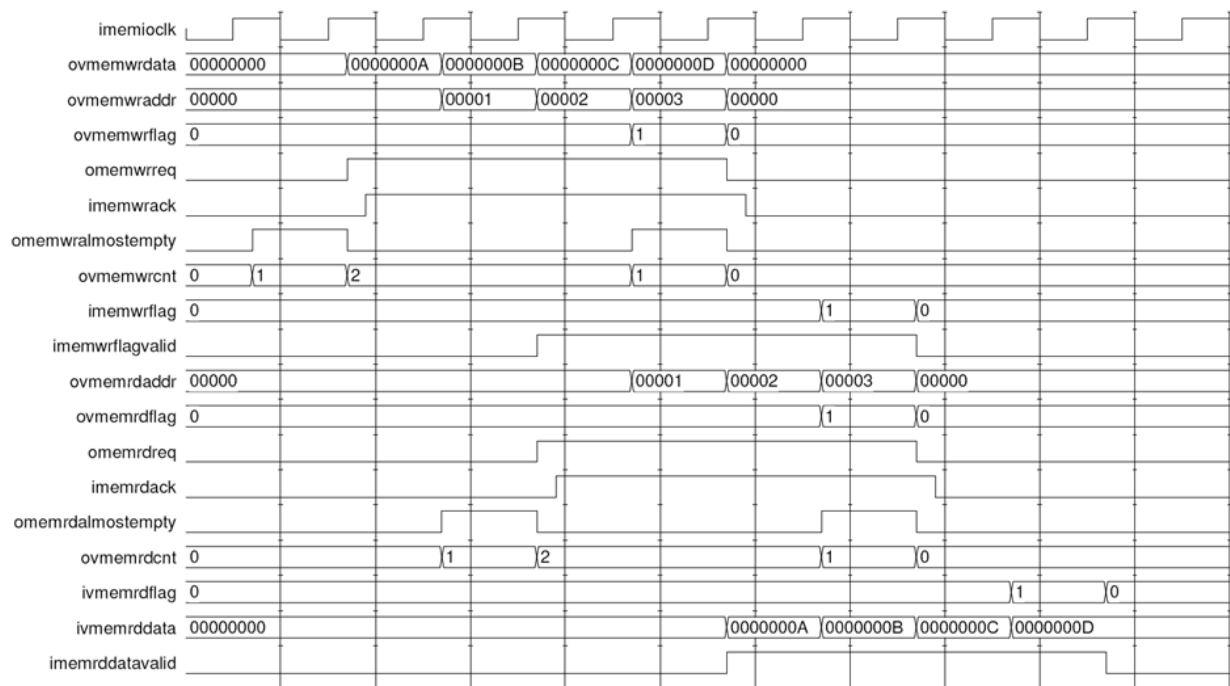 imemioclk
ovmemwrdata 00000000 0000000A 0000000B 0000000C 0000000D 00000000
ovmemwraddr 00000 00001 00002 00003 00000
ovmemwrflag 0 1 0
omemwrreq
imemwrack
omemwralmostempty
ovmemwrcnt 0 1 2 1 0
imemwrflag 0 1 0
imemwrflagvalid
ovmemrdaddr 00000 00001 00002 00003 00000
ovmemrdflag 0 1 0
omemrdreq
imemrdack
omemrdalmostempty
ovmemrdcnt 0 1 2 1 0
ivmemrdflag 0 1 0
ivmemrddata 00000000 0000000A 0000000B 0000000C 0000000D
imemrddatavalid